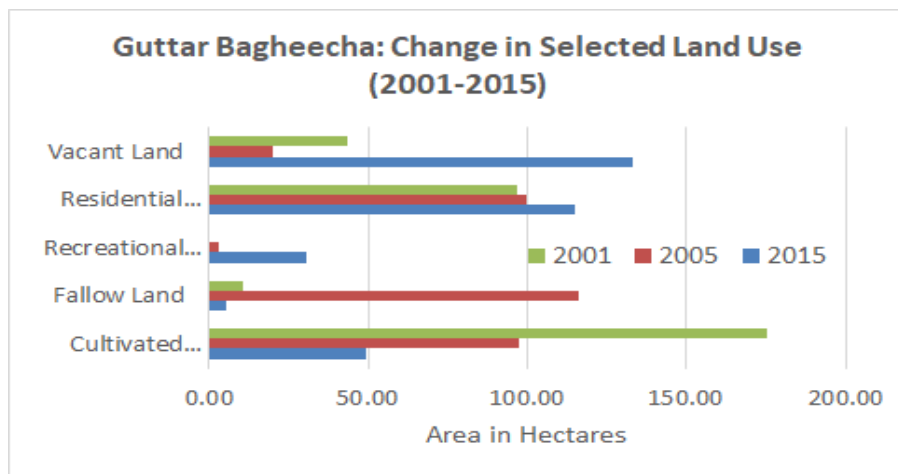 Guttar Bagheecha: Change in Selected Land Use
(2001-2015)
Vacant Land
Residential...
Recreational...
2001 2005 2015
Fallow Land
Cultivated...
0.00 50.00 100.00 150.00 200.00
Area in Hectares